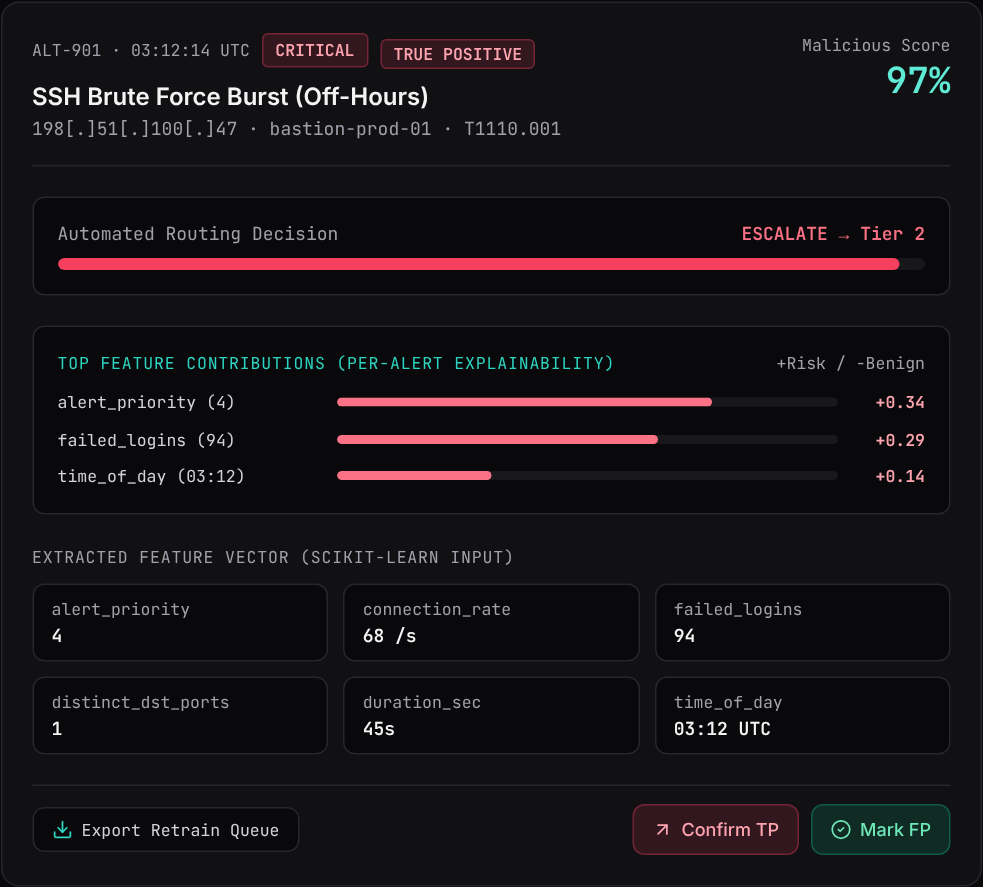 ALT-901 · 03:12:14 UTC CRITICAL TRUE POSITIVE
Malicious Score
97%
SSH Brute Force Burst (Off-Hours)
198[.]51[.]100[.]47 · bastion-prod-01 · T1110.001
Automated Routing Decision ESCALATE → Tier 2
TOP FEATURE CONTRIBUTIONS (PER-ALERT EXPLAINABILITY) +Risk / -Benign
alert_priority (4) +0.34
failed_logins (94) +0.29
time_of_day (03:12) +0.14
EXTRACTED FEATURE VECTOR (SCIKIT-LEARN INPUT)
alert_priority
4
connection_rate
68 /s
failed_logins
94
distinct_dst_ports
1
duration_sec
45s
time_of_day
03:12 UTC
Export Retrain Queue
Confirm TP
Mark FP